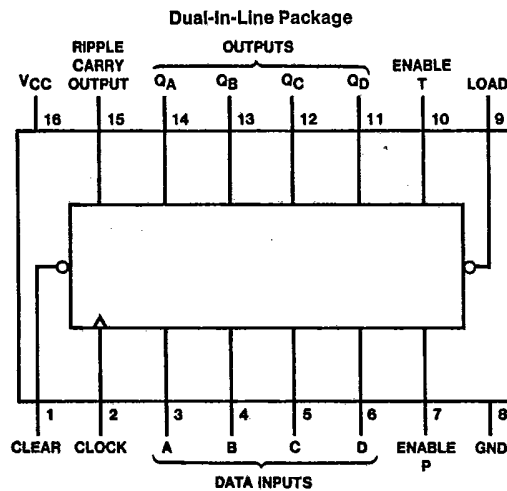 Dual-In-Line Package
OUTPUTS
RIPPLE CARRY OUTPUT
VCC
QA QB QC QD
ENABLE T
LOAD
16 15 14 13 12 11 10 9
1 2 3 4 5 6 7 8
CLEAR CLOCK A B C D ENABLE P GND
DATA INPUTS